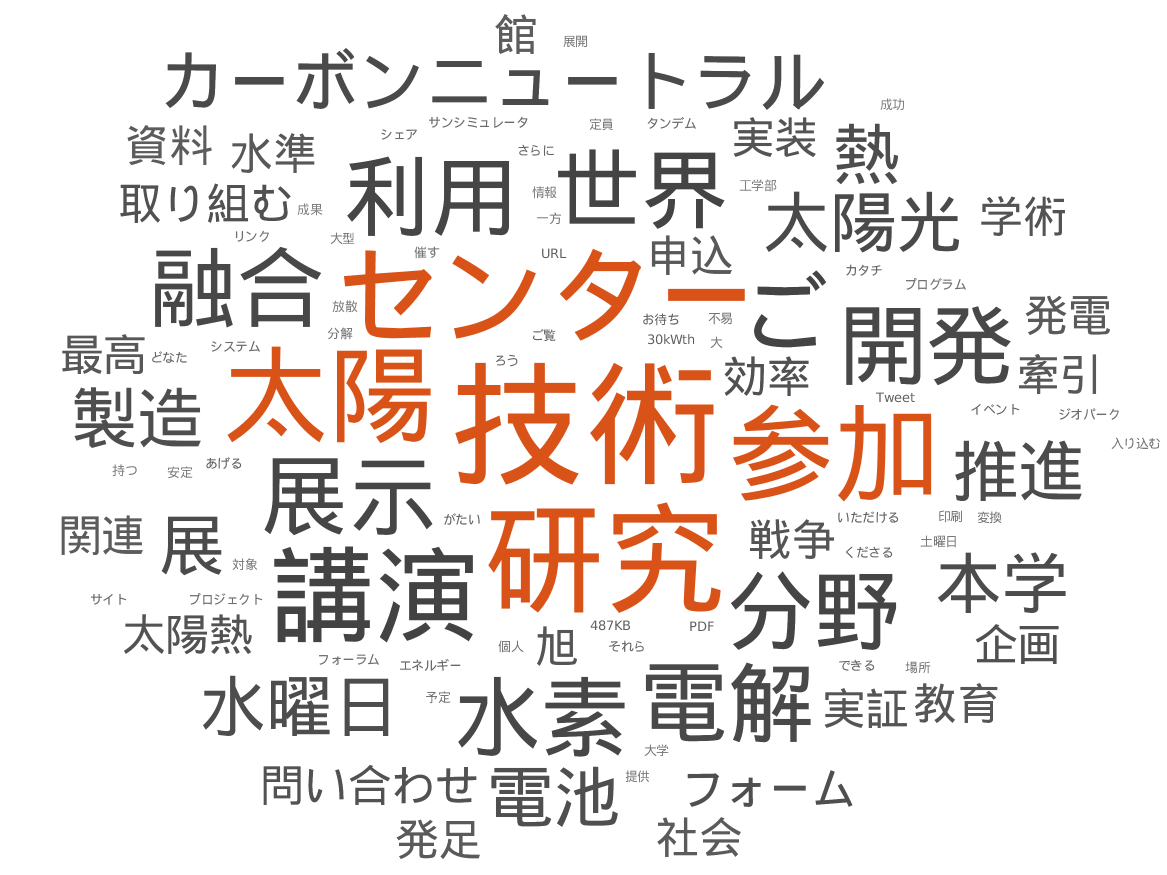 館
展開
カーボンニュートラル
成功
シェア
サンシミュレータ
定員
タンデム
資料
水準
実装
熱
さらに
利用
世界
取り組む
成果
情報
工学部
一方
太陽光
学術
リンク
大型
催す
URL
申込
カタチ
融合
センター
ご
プログラム
放散
分解
ご覧
お待ち
不易
30kWth
大
開発
発電
最高
どなた
システム
太陽
ろう
技術
効率
牽引
Tweet
イベント
ジオパーク
製造
参加
入り込む
持つ
安定
あげる
展示
推進
関連
展
対象
がたい
研究
戦争
いただける
くださる
印刷
変換
土曜日
サイト
プロジェクト
講演
分野
本学
太陽熱
フォーラム
エネルギー
個人
旭
487KB
それら
PDF
企画
できる
場所
水曜日
予定
水素
電解
実証
教育
大学
問い合わせ
電池
提供
フォーム
発足
社会